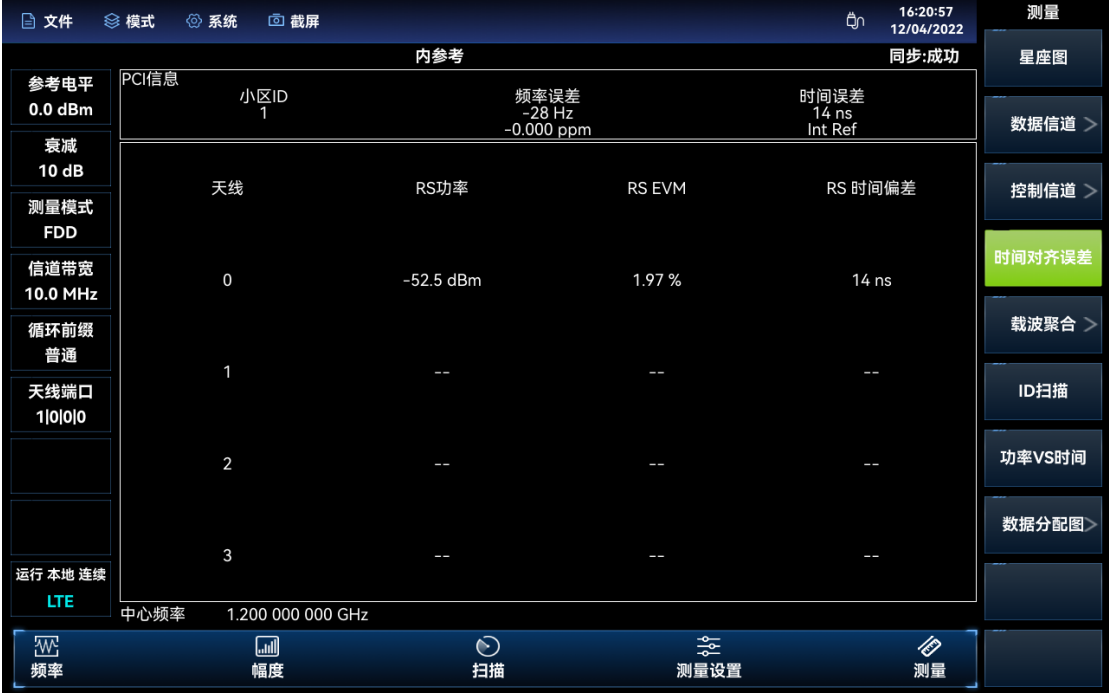 文件 模式 系统 截屏 16:20:57
12/04/2022
测量
内参考 同步:成功
参考电平
0.0 dBm
衰减
10 dB
测量模式
FDD
信道带宽
10.0 MHz
循环前缀
普通
天线端口
1|0|0|0
运行 本地 连续
LTE
PCI信息
小区ID 频率误差 时间误差
1 -28 Hz 14 ns
-0.000 ppm Int Ref
天线 RS功率 RS EVM RS 时间偏差
0 -52.5 dBm 1.97 % 14 ns
1 -- -- --
2 -- -- --
3 -- -- --
中心频率 1.200 000 000 GHz
星座图
数据信道 >
控制信道 >
时间对齐误差
载波聚合 >
ID扫描
功率VS时间
数据分配图>
频率 幅度 扫描 测量设置 测量